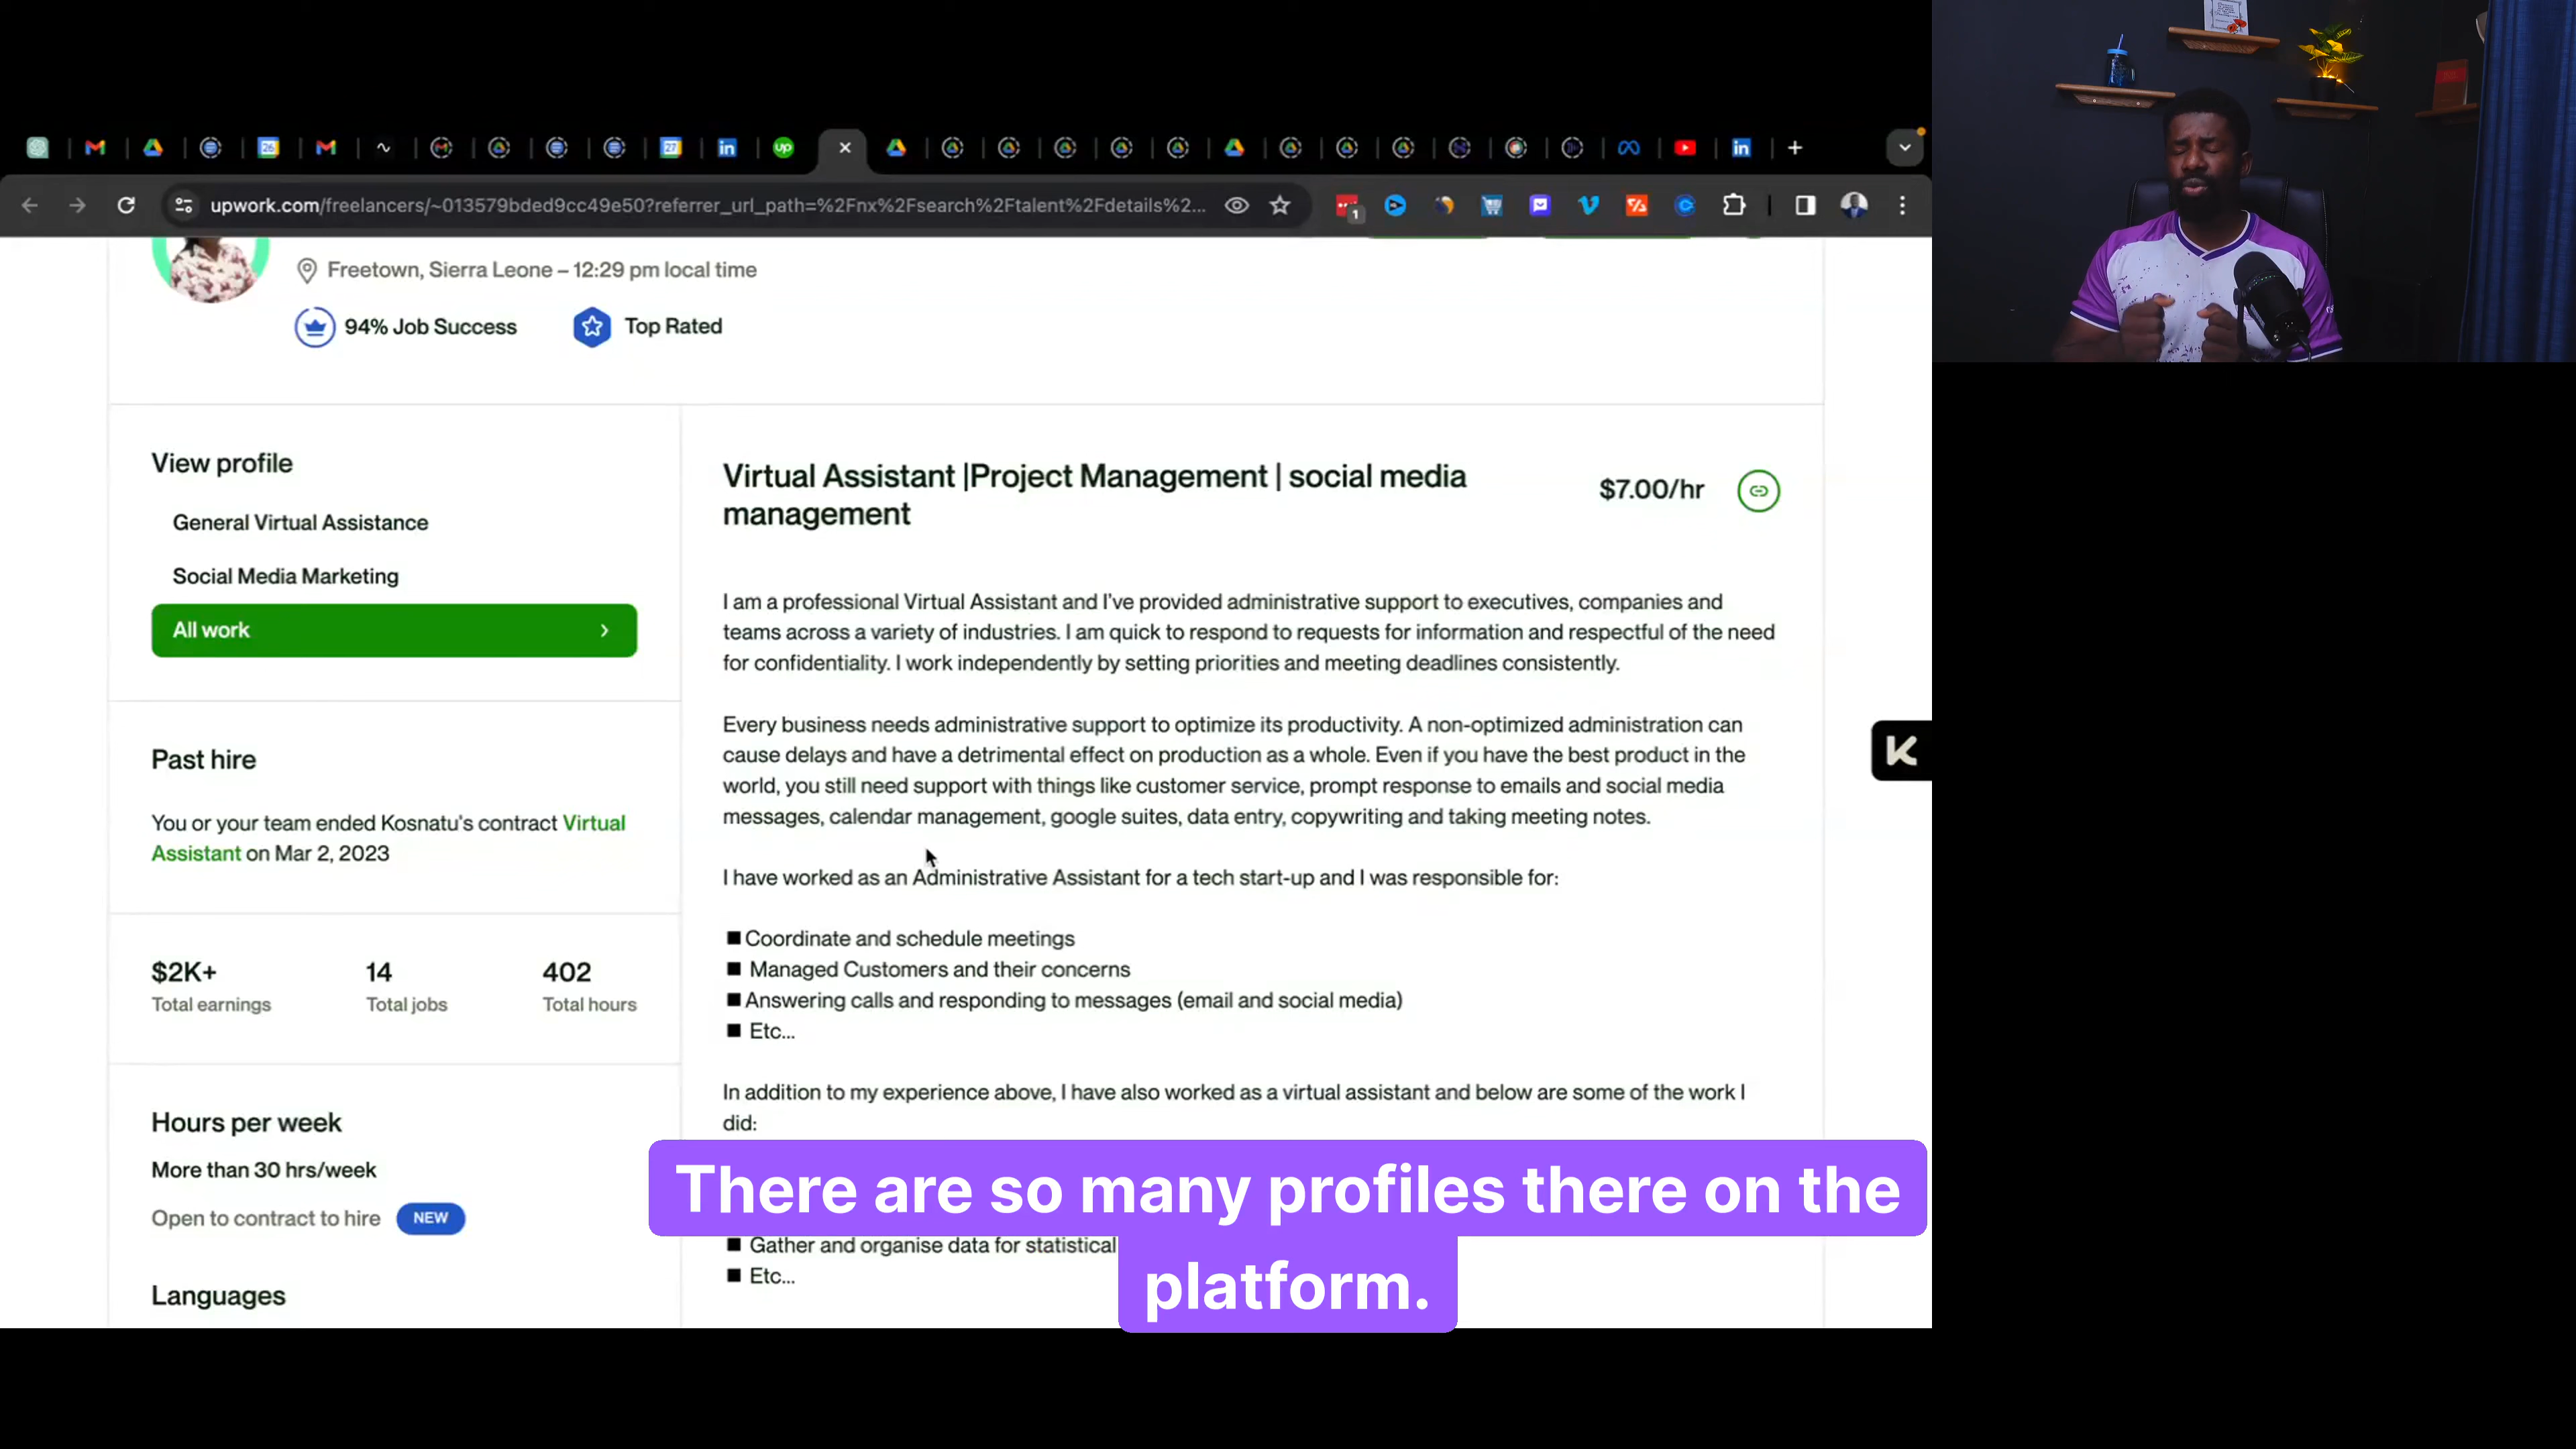 upwork.com/freelancers/~013579bded9cc49e50?referrer_url_path=%2Fnx%2Fsearch%2Ftalent%2Fdetails%2...
Freetown, Sierra Leone – 12:29 pm local time
94% Job Success
Top Rated
View profile
General Virtual Assistance
Social Media Marketing
All work
Past hire
You or your team ended Kosnatu's contract Virtual
Assistant on Mar 2, 2023
$2K+
Total earnings
14
Total jobs
402
Total hours
Hours per week
More than 30 hrs/week
Open to contract to hire NEW
Languages
Virtual Assistant |Project Management | social media
management
$7.00/hr
I am a professional Virtual Assistant and I've provided administrative support to executives, companies and
teams across a variety of industries. I am quick to respond to requests for information and respectful of the need
for confidentiality. I work independently by setting priorities and meeting deadlines consistently.
Every business needs administrative support to optimize its productivity. A non-optimized administration can
cause delays and have a detrimental effect on production as a whole. Even if you have the best product in the
world, you still need support with things like customer service, prompt response to emails and social media
messages, calendar management, google suites, data entry, copywriting and taking meeting notes.
I have worked as an Administrative Assistant for a tech start-up and I was responsible for:
■ Coordinate and schedule meetings
■ Managed Customers and their concerns
■ Answering calls and responding to messages (email and social media)
■ Etc...
In addition to my experience above, I have also worked as a virtual assistant and below are some of the work I
did:
■ Gather and organise data for statistical
■ Etc...
There are so many profiles there on the
platform.